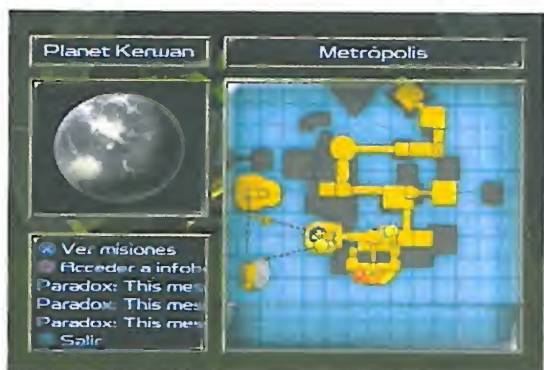 Planet Kerwan
Metrópolis
Ver misiones
Acceder a infob
Paradox: This mes
Paradox: This mes
Paradox: This mes
Salir